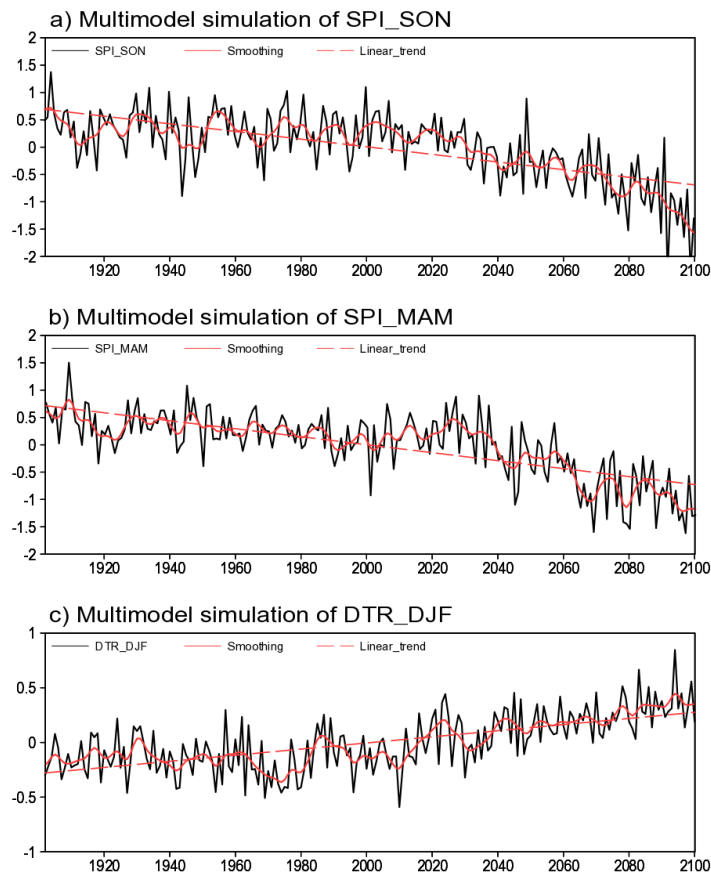 a) Multimodel simulation of SPI_SON
2
SPI_SON Smoothing Linear_trend
1.5
1
0.5
0
-0.5
-1
-1.5
-2
1920 1940 1960 1980 2000 2020 2040 2060 2080 2100
b) Multimodel simulation of SPI_MAM
2
SPI_MAM Smoothing Linear_trend
1.5
1
0.5
0
-0.5
-1
-1.5
-2
1920 1940 1960 1980 2000 2020 2040 2060 2080 2100
c) Multimodel simulation of DTR_DJF
1
DTR_DJF Smoothing Linear_trend
0.5
0
-0.5
-1
1920 1940 1960 1980 2000 2020 2040 2060 2080 2100